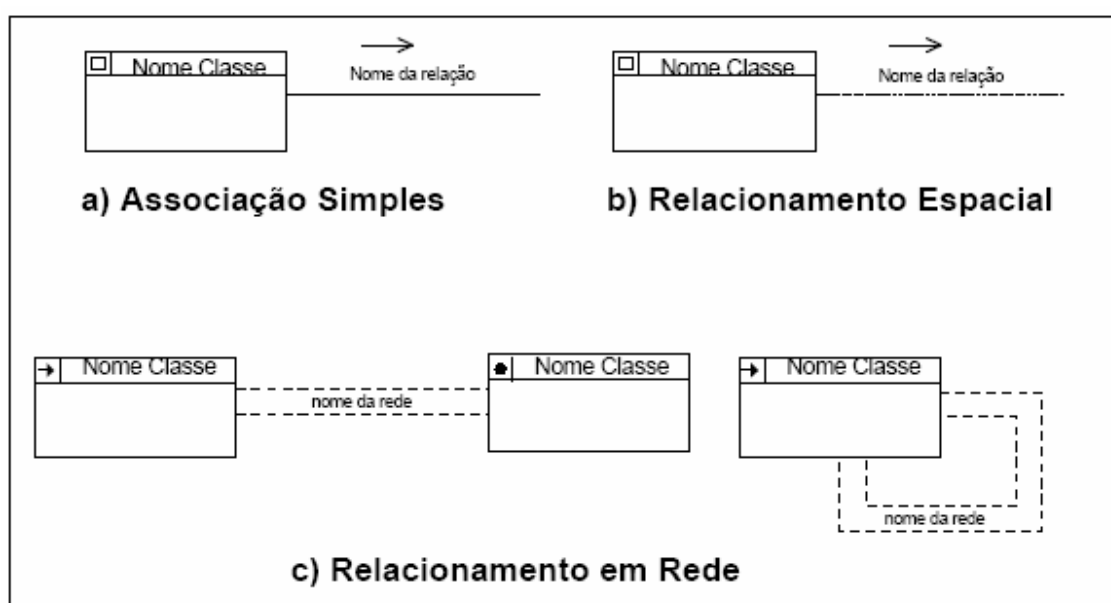 Nome Classe
Nome da relação
Nome Classe
Nome da relação
a) Associação Simples
b) Relacionamento Espacial
Nome Classe
nome da rede
Nome Classe
Nome Classe
nome da rede
c) Relacionamento em Rede